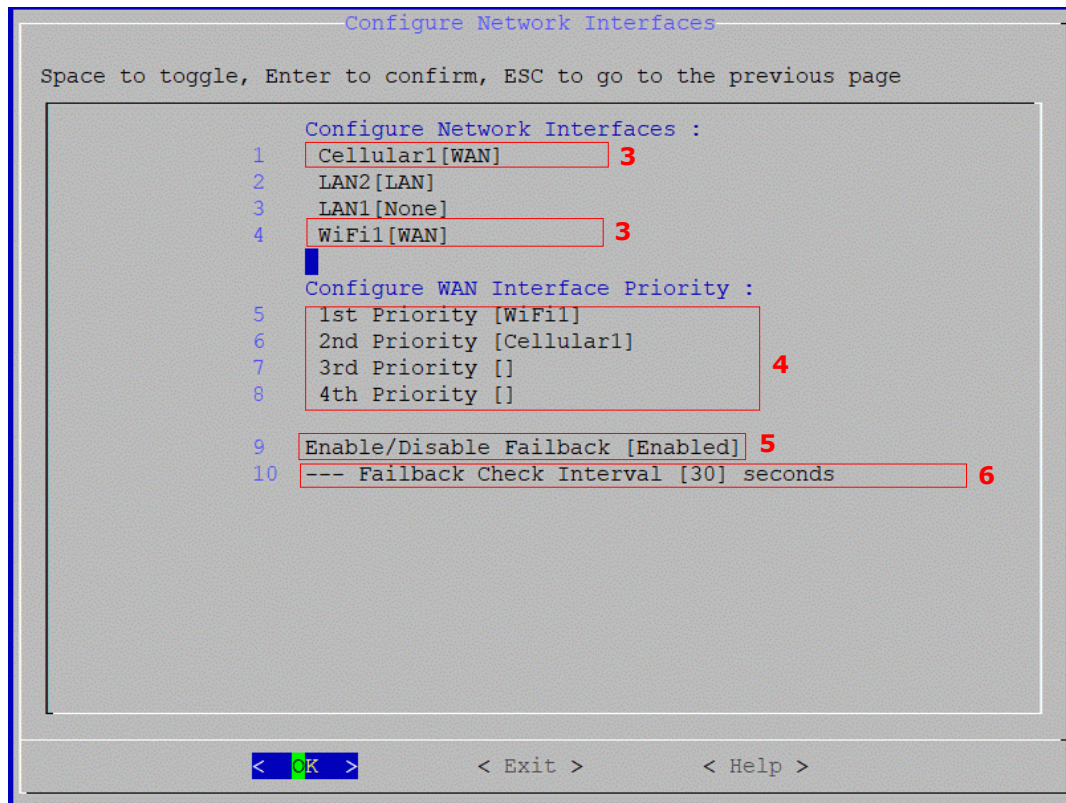 Configure Network Interfaces
Space to toggle, Enter to confirm, ESC to go to the previous page
Configure Network Interfaces :
1 Cellular1[WAN] 3
2 LAN2[LAN]
3 LAN1[None]
4 WiFi1[WAN] 3
Configure WAN Interface Priority :
5 1st Priority [WiFi1]
6 2nd Priority [Cellular1]
7 3rd Priority [] 4
8 4th Priority []
9 Enable/Disable Failback [Enabled] 5
10 --- Failback Check Interval [30] seconds 6
< OK > < Exit > < Help >